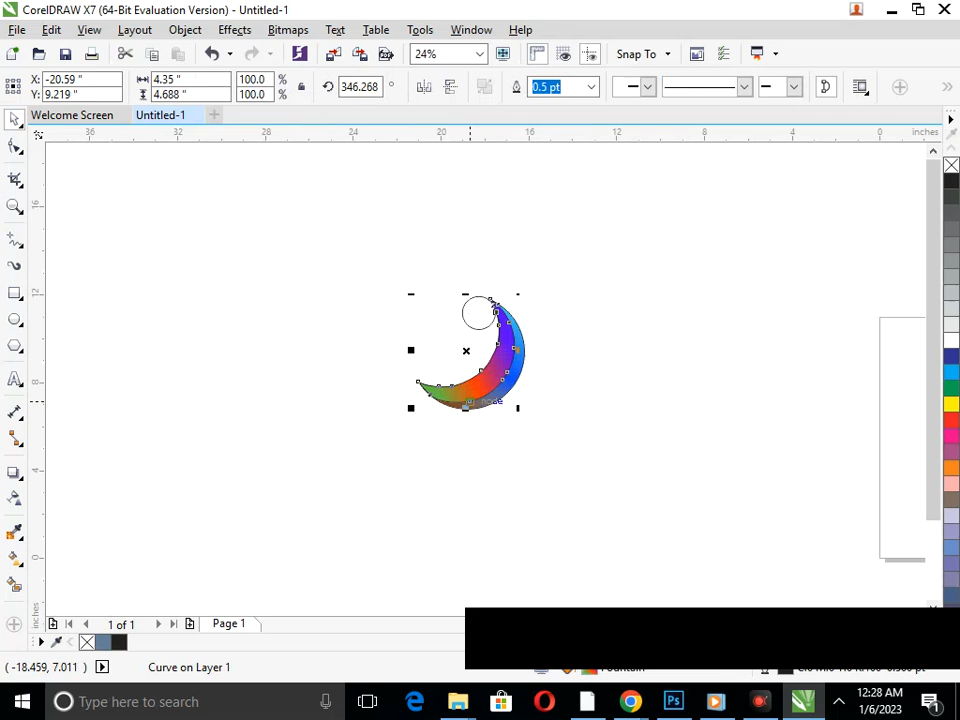 CorelDRAW X7 (64-Bit Evaluation Version) - Untitled-1
File Edit View Layout Object Effects Bitmaps Text Table Tools Window Help
24% Snap To
X: -20.59 " 4.35 " 100.0 %
Y: 9.219 " 4.688 " 100.0 %
346.268 °
0.5 pt
Welcome Screen Untitled-1
36 32 28 24 20 16 12 8 4 0 inches
16
12
8
4
0
inches
node
1 of 1 Page 1
( -18.459, 7.011 ) Curve on Layer 1 Fountain
Type here to search
12:28 AM
1/6/2023